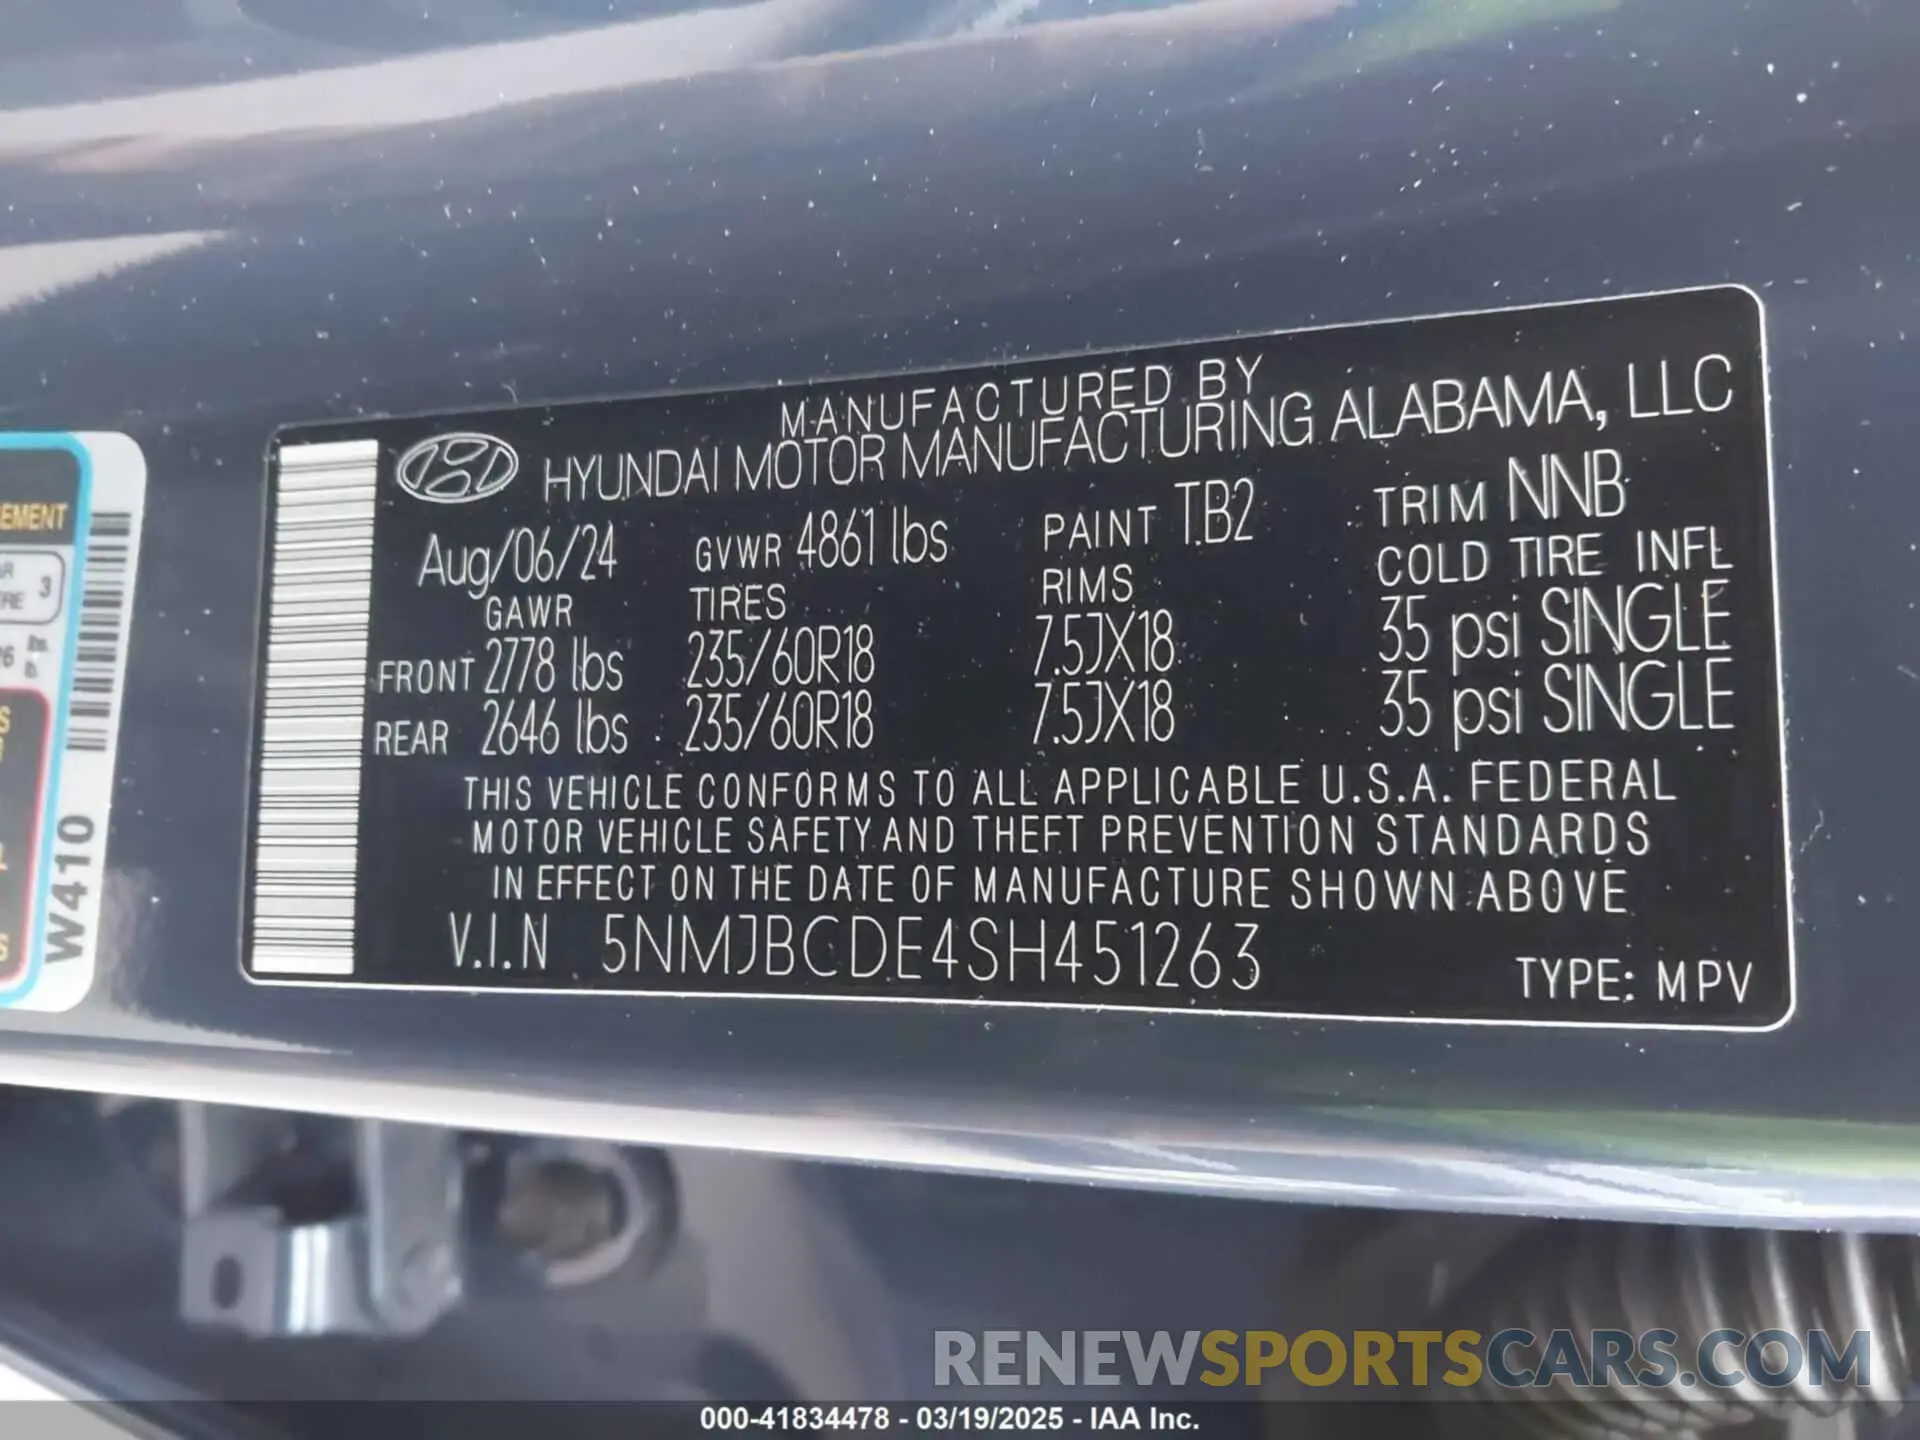 MANUFACTURED BY
HYUNDAI MOTOR MANUFACTURING ALABAMA, LLC
Aug/06/24 GVWR 4861 lbs PAINT TB2 TRIM NNB
GAWR TIRES RIMS COLD TIRE INFL
FRONT 2778 lbs 235/60R18 7.5JX18 35 psi SINGLE
REAR 2646 lbs 235/60R18 7.5JX18 35 psi SINGLE
THIS VEHICLE CONFORMS TO ALL APPLICABLE U.S.A. FEDERAL
MOTOR VEHICLE SAFETY AND THEFT PREVENTION STANDARDS
IN EFFECT ON THE DATE OF MANUFACTURE SHOWN ABOVE
V.I.N 5NMJBCDE4SH451263
TYPE: MPV
EMENT
3
lbs.
W410
RENEWSPORTSCARS.COM
000-41834478 - 03/19/2025 - IAA Inc.